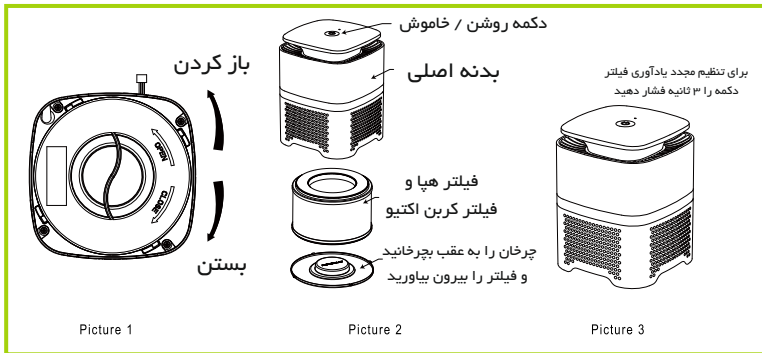 باز کردن
OPEN
CLOSE
بستن
Picture 1
دکمه روشن / خاموش
بدنه اصلی
فیلتر هپا و
فیلتر کربن اکتیو
چرخان را به عقب بچرخانید
و فیلتر را بیرون بیاورید
Picture 2
برای تنظیم مجدد یادآوری فیلتر
دکمه را ۳ ثانیه فشار دهید
Picture 3